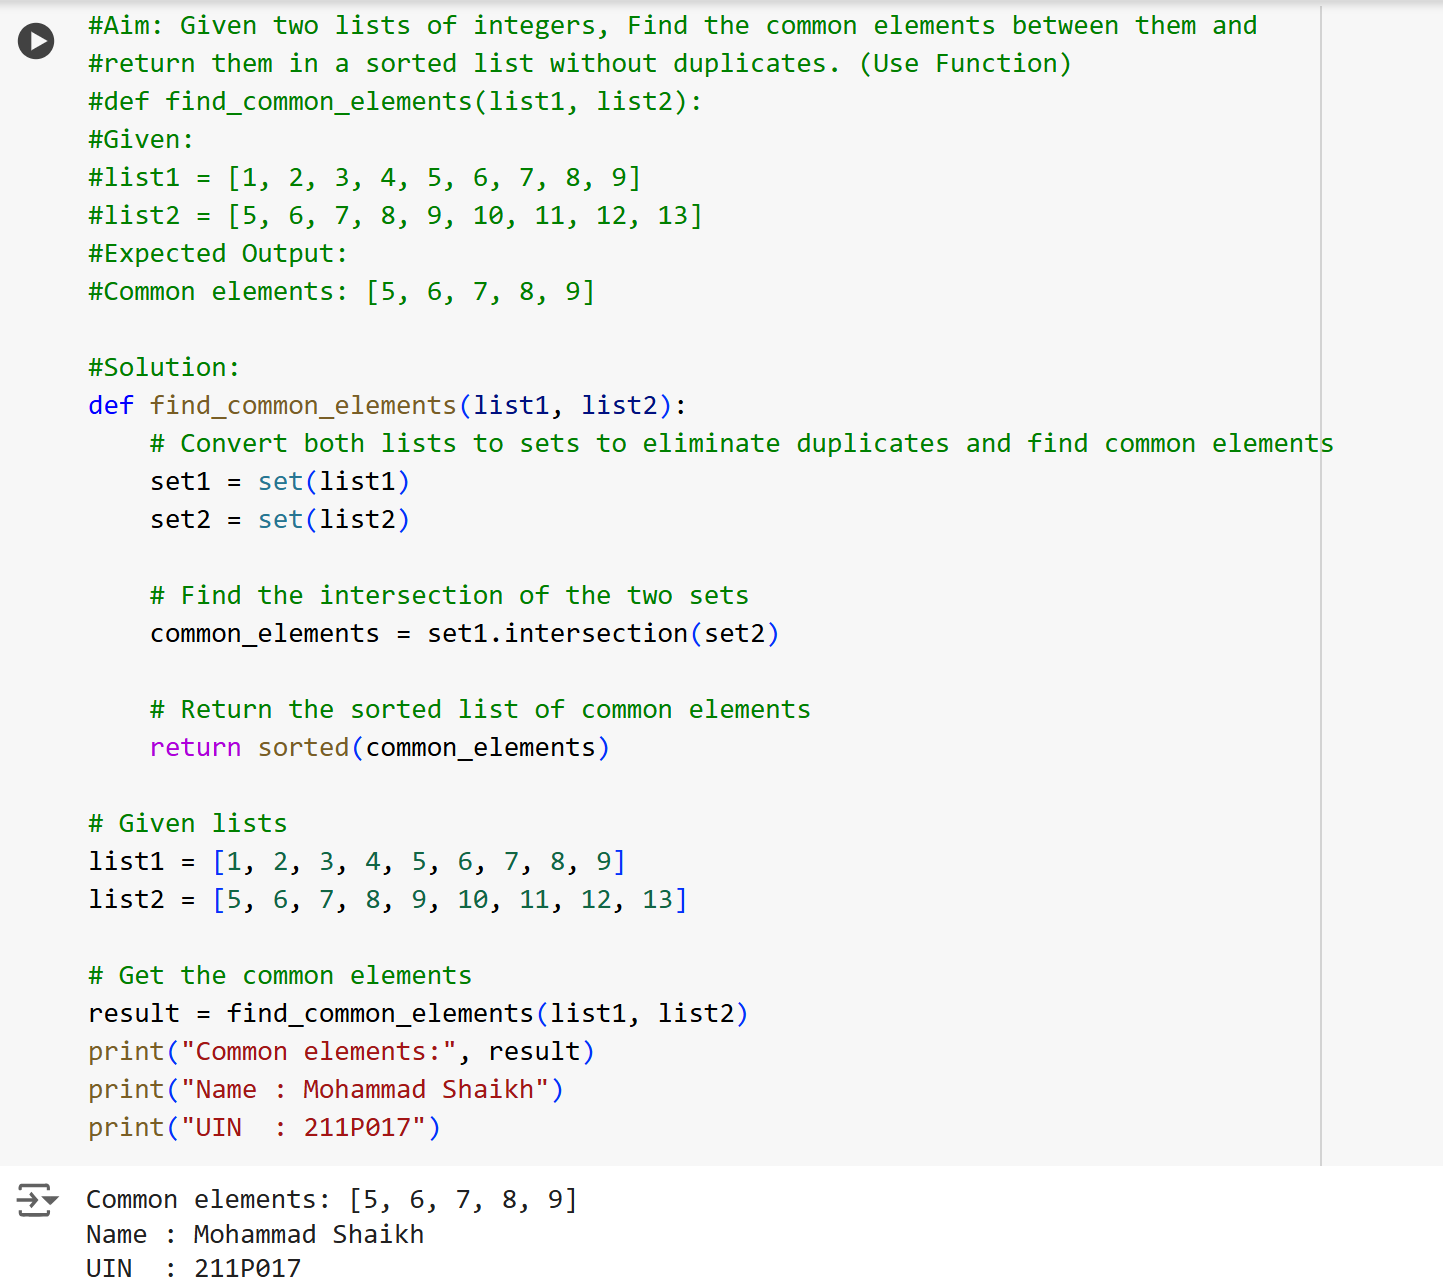 #Aim: Given two lists of integers, Find the common elements between them and
#return them in a sorted list without duplicates. (Use Function)
#def find_common_elements(list1, list2):
#Given:
#list1 = [1, 2, 3, 4, 5, 6, 7, 8, 9]
#list2 = [5, 6, 7, 8, 9, 10, 11, 12, 13]
#Expected Output:
#Common elements: [5, 6, 7, 8, 9]

#Solution:
def find_common_elements(list1, list2):
    # Convert both lists to sets to eliminate duplicates and find common elements
    set1 = set(list1)
    set2 = set(list2)

    # Find the intersection of the two sets
    common_elements = set1.intersection(set2)

    # Return the sorted list of common elements
    return sorted(common_elements)

# Given lists
list1 = [1, 2, 3, 4, 5, 6, 7, 8, 9]
list2 = [5, 6, 7, 8, 9, 10, 11, 12, 13]

# Get the common elements
result = find_common_elements(list1, list2)
print("Common elements:", result)
print("Name : Mohammad Shaikh")
print("UIN  : 211P017")

Common elements: [5, 6, 7, 8, 9]
Name : Mohammad Shaikh
UIN  : 211P017